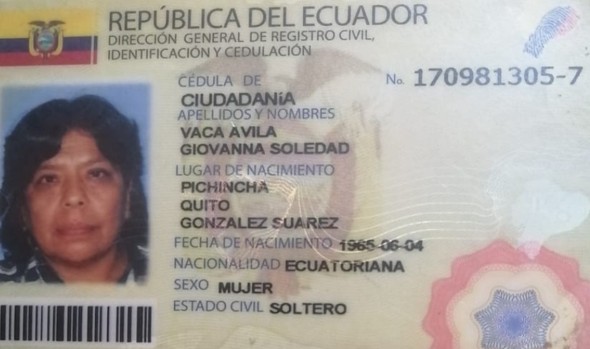 REPÚBLICA DEL ECUADOR
DIRECCIÓN GENERAL DE REGISTRO CIVIL,
IDENTIFICACIÓN Y CEDULACIÓN
CÉDULA DE No. 170981305-7
CIUDADANÍA
APELLIDOS Y NOMBRES
VACA AVILA
GIOVANNA SOLEDAD
LUGAR DE NACIMIENTO
PICHINCHA
QUITO
GONZALEZ SUAREZ
FECHA DE NACIMIENTO 1965-06-04
NACIONALIDAD ECUATORIANA
SEXO MUJER
ESTADO CIVIL SOLTERO